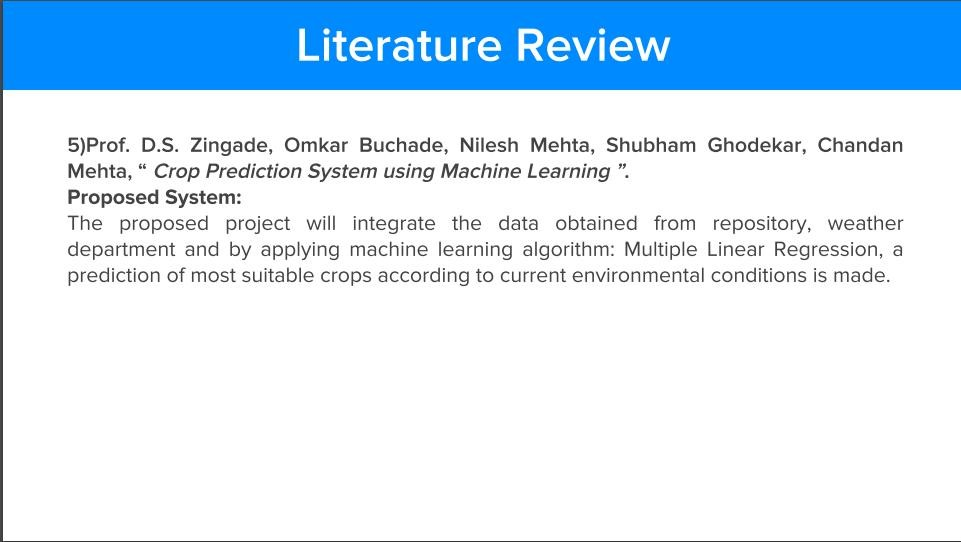 Literature Review
5)Prof. D.S. Zingade, Omkar Buchade, Nilesh Mehta, Shubham Ghodekar, Chandan
Mehta, “ Crop Prediction System using Machine Learning ”.
Proposed System:
The proposed project will integrate the data obtained from repository, weather
department and by applying machine learning algorithm: Multiple Linear Regression, a
prediction of most suitable crops according to current environmental conditions is made.